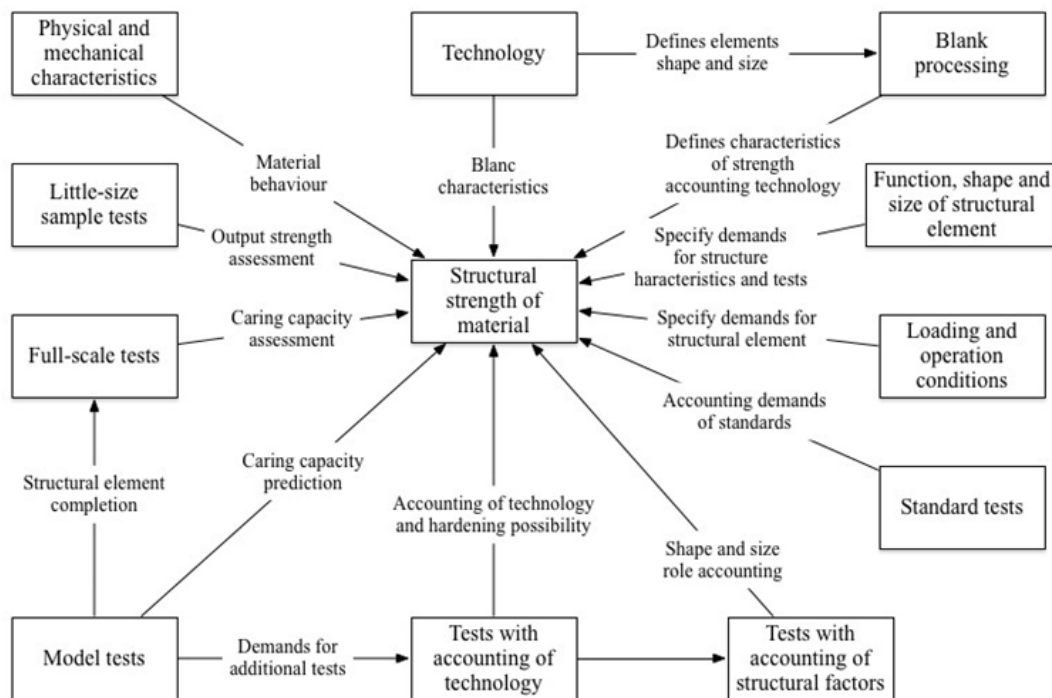 Physical and
mechanical
characteristics
Technology
Defines elements
shape and size
Blank
processing
Material
behaviour
Blanc
characteristics
Defines characteristics
of strength
accounting technology
Little-size
sample tests
Function, shape and
size of structural
element
Output strength
assessment
Specify demands
for structure
haracteristics and tests
Structural
strength of
material
Full-scale tests
Caring capacity
assessment
Specify demands for
structural element
Loading and
operation
conditions
Accounting demands
of standards
Structural element
completion
Caring capacity
prediction
Accounting of technology
and hardening possibility
Standard tests
Shape and size
role accounting
Model tests
Demands for
additional tests
Tests with
accounting of
technology
Tests with
accounting of
structural factors